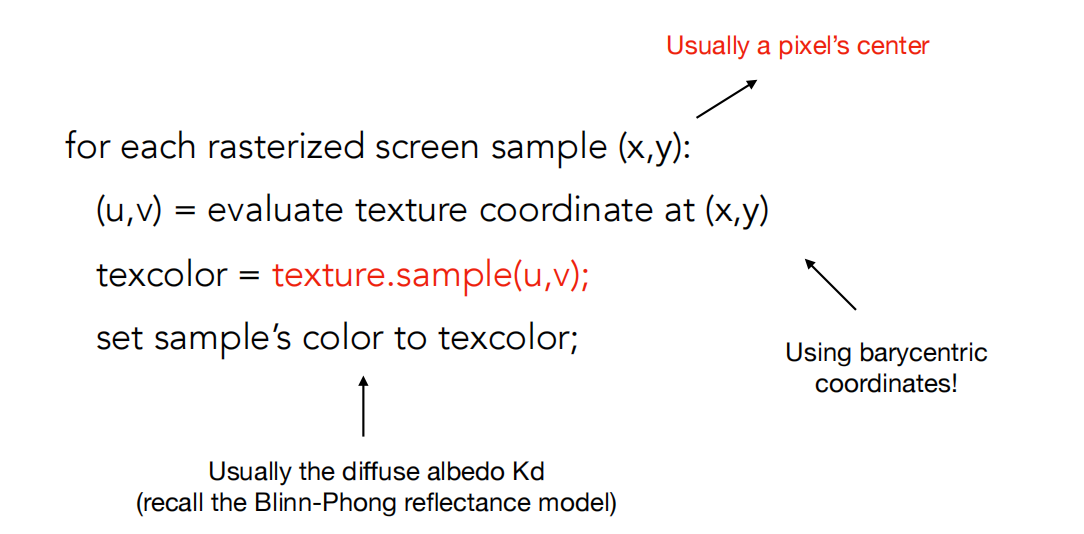 Usually a pixel’s center
for each rasterized screen sample (x,y):
(u,v) = evaluate texture coordinate at (x,y)
texcolor = texture.sample(u,v);
set sample’s color to texcolor;
Using barycentric
coordinates!
Usually the diffuse albedo Kd
(recall the Blinn-Phong reflectance model)